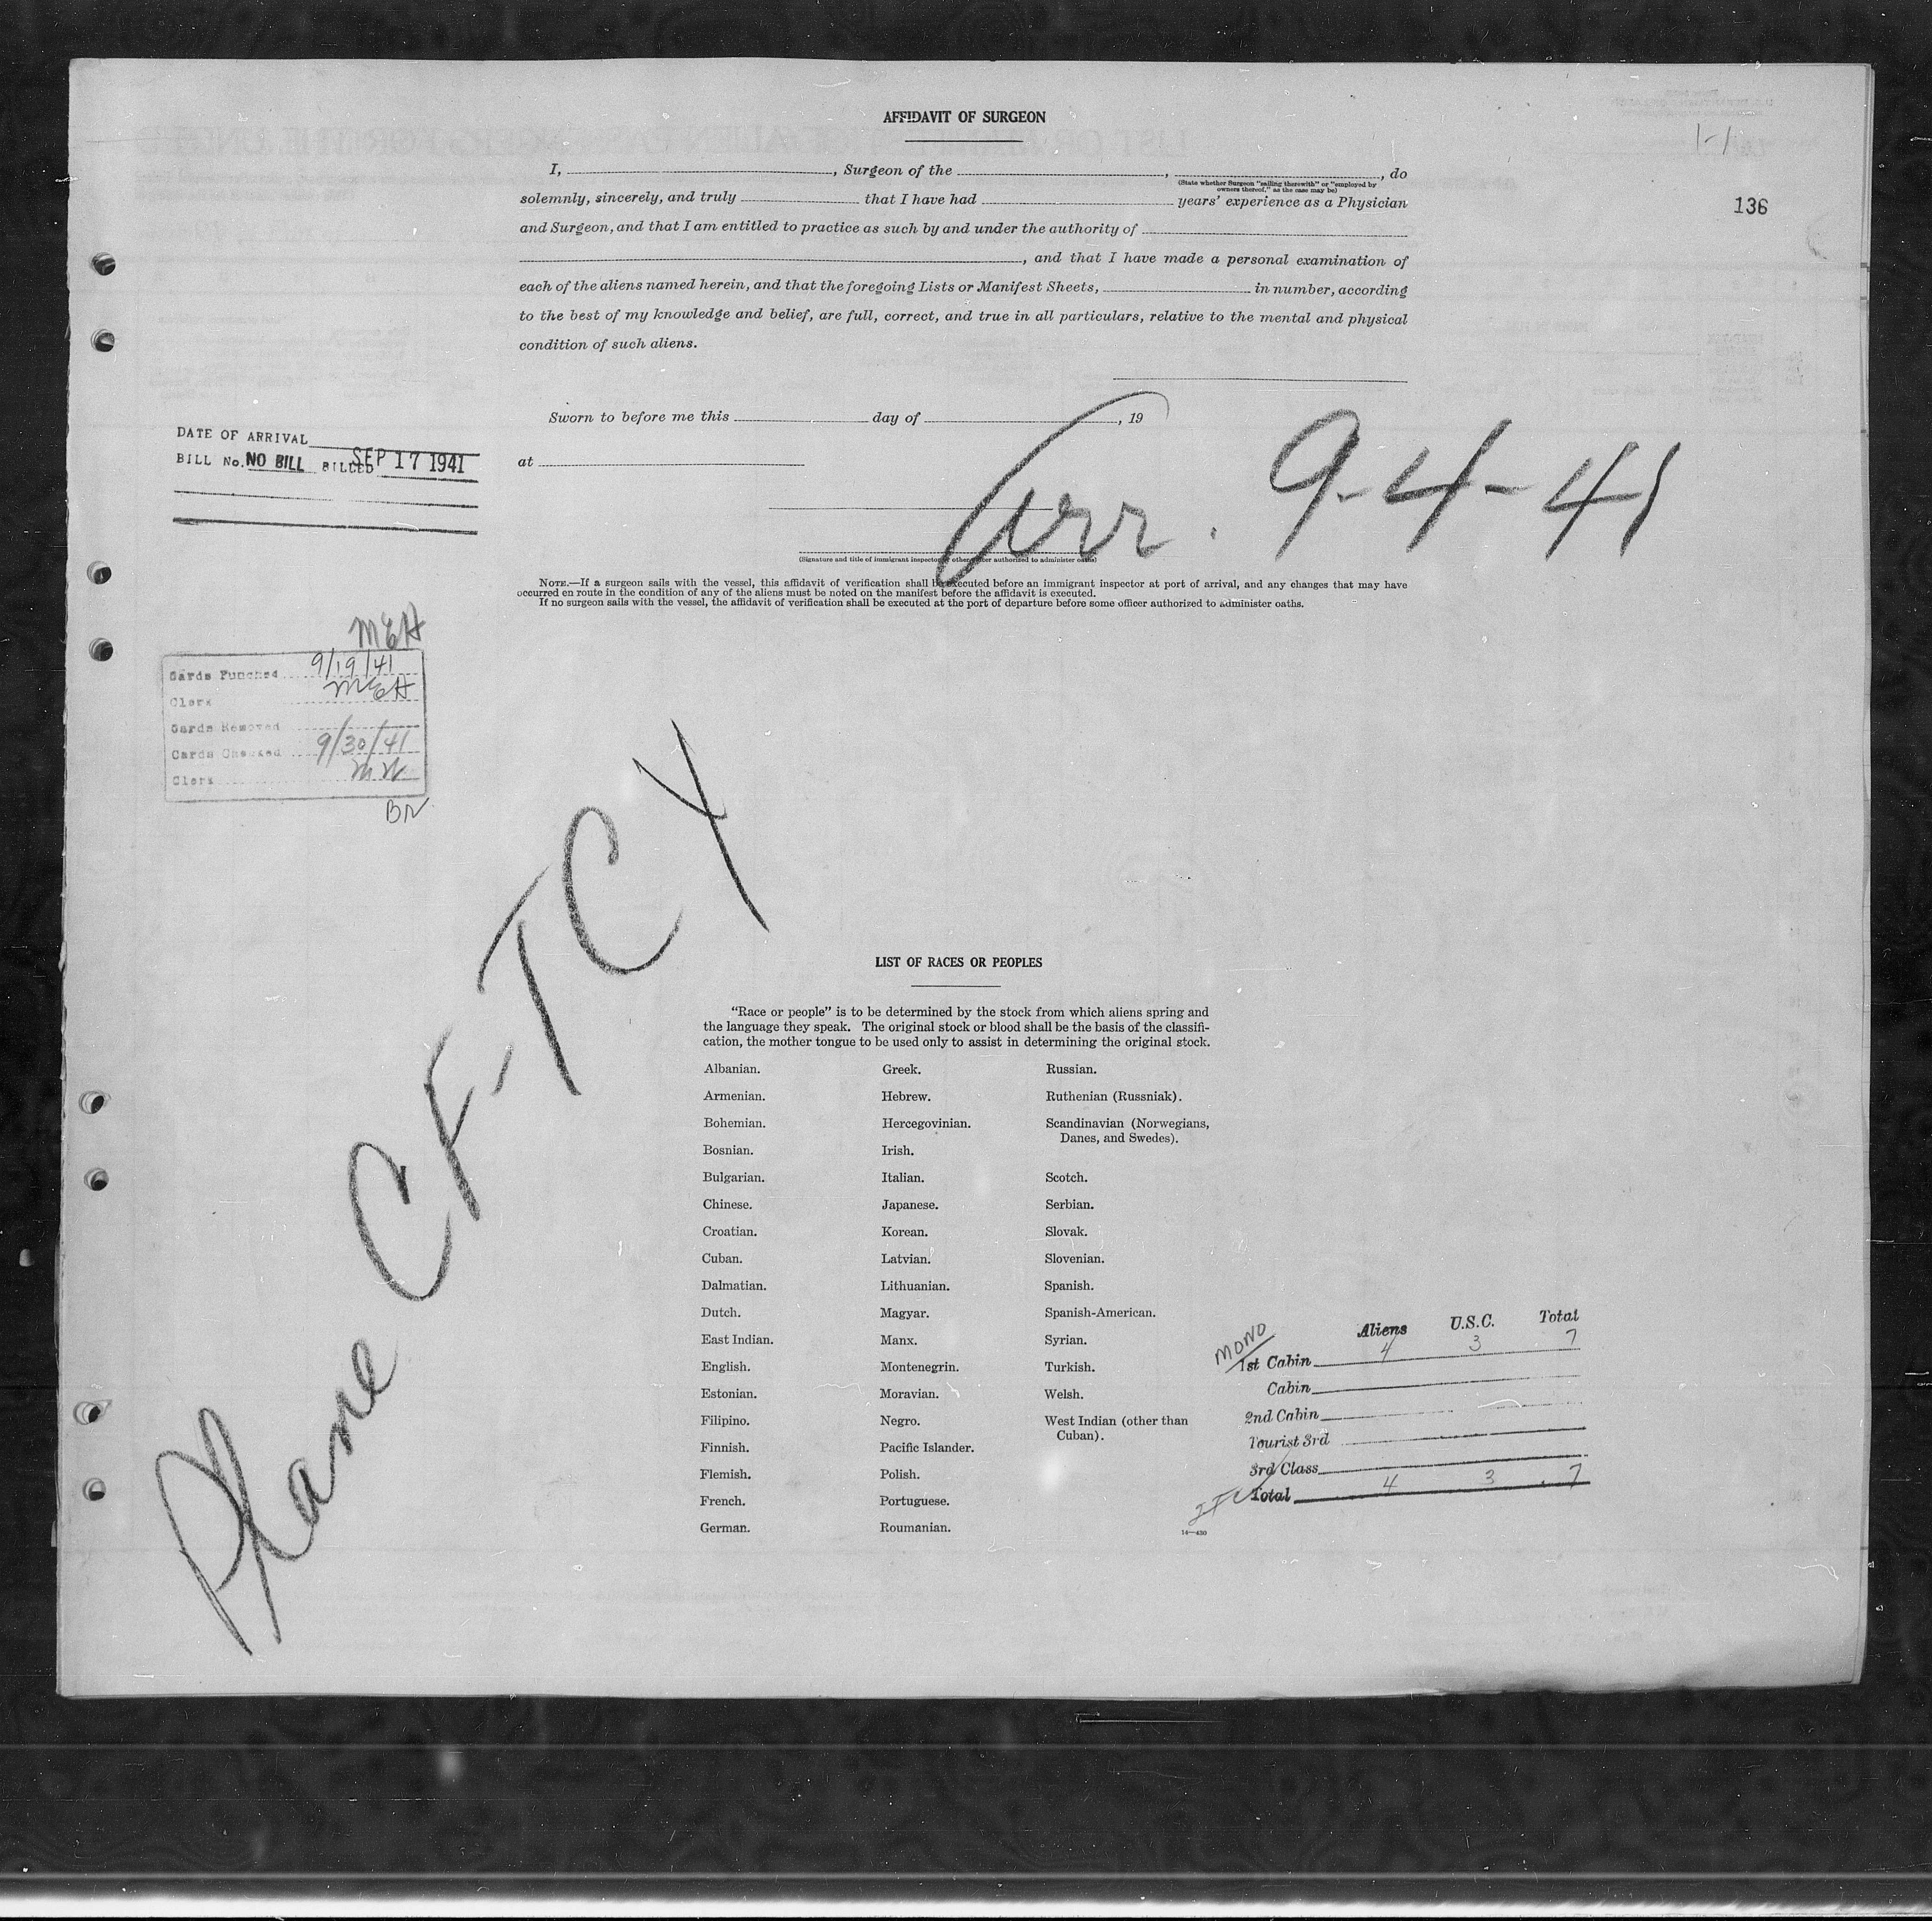 AFFIDAVIT OF SURGEON
1-1
136
I, , Surgeon of the , , do
(State whether Surgeon "sailing therewith" or "employed by
owners thereof," as the case may be)
solemnly, sincerely, and truly that I have had years' experience as a Physician
and Surgeon, and that I am entitled to practice as such by and under the authority of
, and that I have made a personal examination of
each of the aliens named herein, and that the foregoing Lists or Manifest Sheets, in number, according
to the best of my knowledge and belief, are full, correct, and true in all particulars, relative to the mental and physical
condition of such aliens.
Sworn to before me this day of , 19
at
Arr. 9-4-41
(Signature and title of immigrant inspector or other officer authorized to administer oaths)
NOTE.—If a surgeon sails with the vessel, this affidavit of verification shall be executed before an immigrant inspector at port of arrival, and any changes that may have
occurred en route in the condition of any of the aliens must be noted on the manifest before the affidavit is executed.
If no surgeon sails with the vessel, the affidavit of verification shall be executed at the port of departure before some officer authorized to administer oaths.
DATE OF ARRIVAL
BILL No. NO BILL BILLED SEP 17 1941
MEH
Cards Punched 9/19/41
Clerk MEH
Cards Removed
Cards Checked 9/30/41
Clerk MW
BN
Plane CF-TCY
LIST OF RACES OR PEOPLES
"Race or people" is to be determined by the stock from which aliens spring and
the language they speak. The original stock or blood shall be the basis of the classifi-
cation, the mother tongue to be used only to assist in determining the original stock.
Albanian.
Armenian.
Bohemian.
Bosnian.
Bulgarian.
Chinese.
Croatian.
Cuban.
Dalmatian.
Dutch.
East Indian.
English.
Estonian.
Filipino.
Finnish.
Flemish.
French.
German.
Greek.
Hebrew.
Hercegovinian.
Irish.
Italian.
Japanese.
Korean.
Latvian.
Lithuanian.
Magyar.
Manx.
Montenegrin.
Moravian.
Negro.
Pacific Islander.
Polish.
Portuguese.
Roumanian.
Russian.
Ruthenian (Russniak).
Scandinavian (Norwegians,
Danes, and Swedes).
Scotch.
Serbian.
Slovak.
Slovenian.
Spanish.
Spanish-American.
Syrian.
Turkish.
Welsh.
West Indian (other than
Cuban).
14—430
MONO
Aliens U.S.C. Total
1st Cabin 4 3 7
Cabin
2nd Cabin
Tourist 3rd
3rd Class
Total 4 3 7